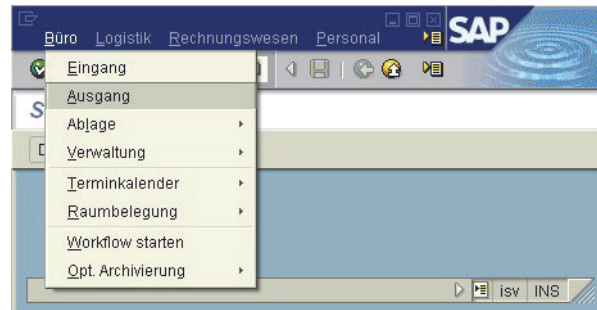 Büro Logistik Rechnungswesen Personal
SAP
Eingang
Ausgang
S
Ablage
D
Verwaltung
Terminkalender
Raumbelegung
Workflow starten
Opt. Archivierung
isv INS